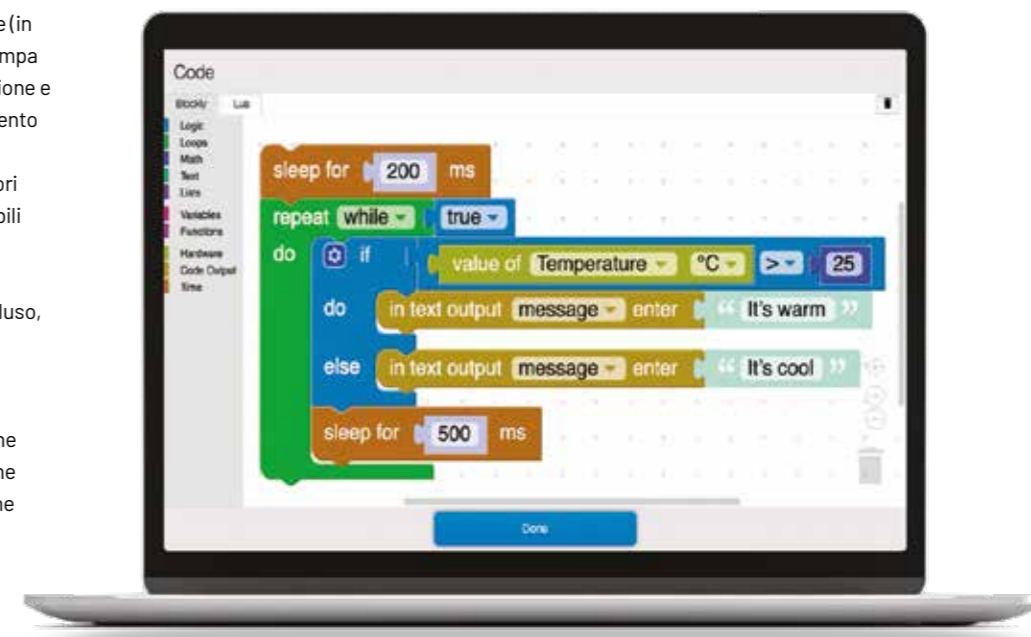 e (in
mpa
ione e
ento
ori
bili
luso,
ne
ne
ne
Code
Blockly Lua
Logic
Loops
Math
Text
Lists
Variables
Functions
Hardware
Code Output
Time
sleep for 200 ms
repeat while true
do if value of Temperature °C > 25
do in text output message enter “ It's warm ”
else in text output message enter “ It's cool ”
sleep for 500 ms
Done